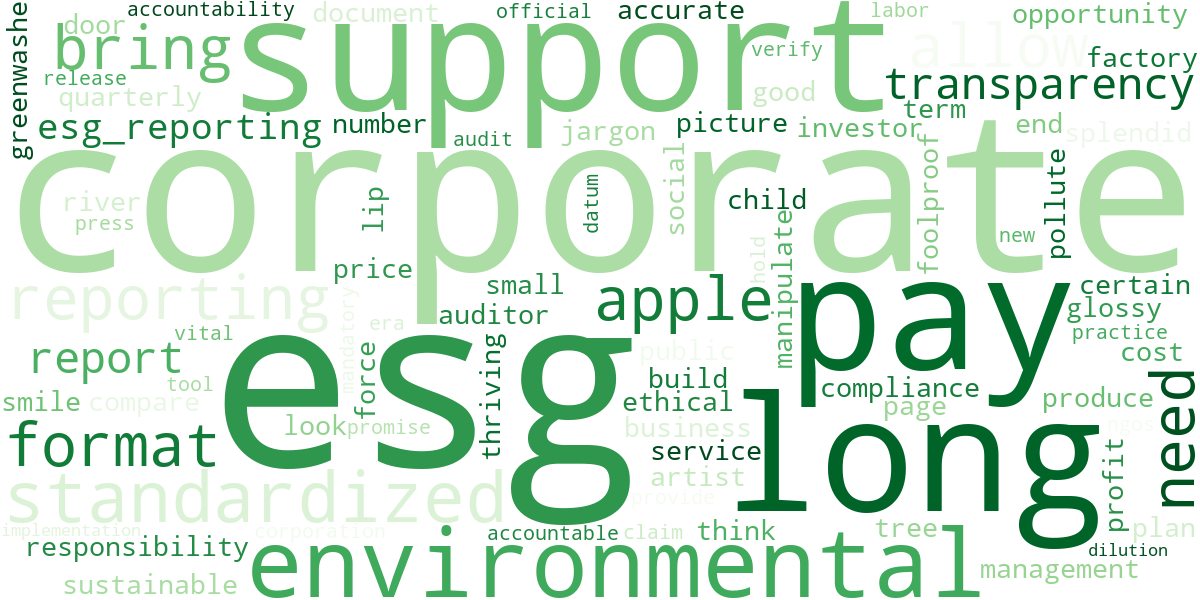 greenwashe
accountability
door
bring
release
quarterly
document
support
official
accurate
verify
good
labor
allow
opportunity
factory
transparency
term
esg_reporting
number
audit
jargon
picture
investor
end
splendid
corporate
river
press
lip
datum
social
child
foolproof
new
pollute
hold
manipulate
price
reporting
small
apple
pay
certain
glossy
practice
cost
mandatory
era
auditor
vital
report
tool
force
esg
thriving
public
build
compliance
produce
need
smile
compare
look
promise
ethical
page
long
ngos
format
business
service
artist
profit
standardized
provide
implementation
corporation
accountable
claim
think
tree
plan
dilution
responsibility
environmental
management
sustainable